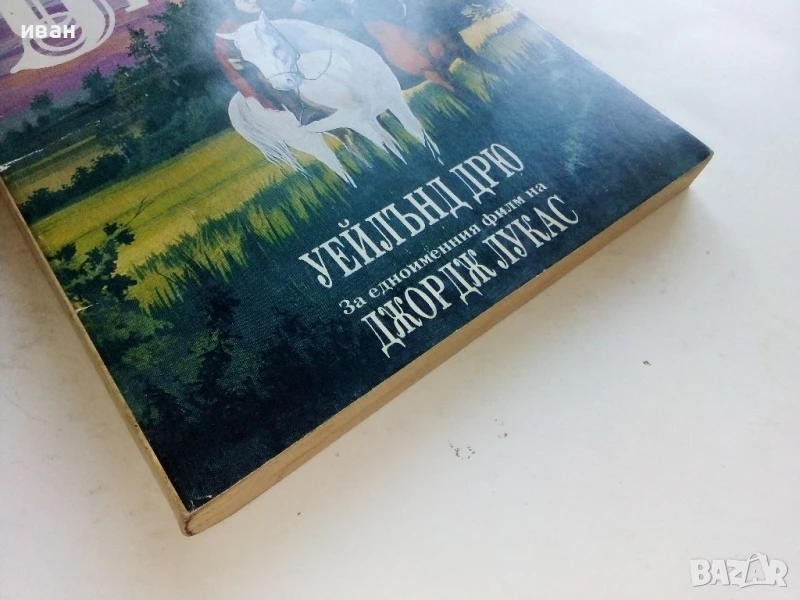 иван
УЕЙЛЪНД ДРЮ
За едноименния филм на
ДЖОРДЖ ЛУКАС
BAZAR